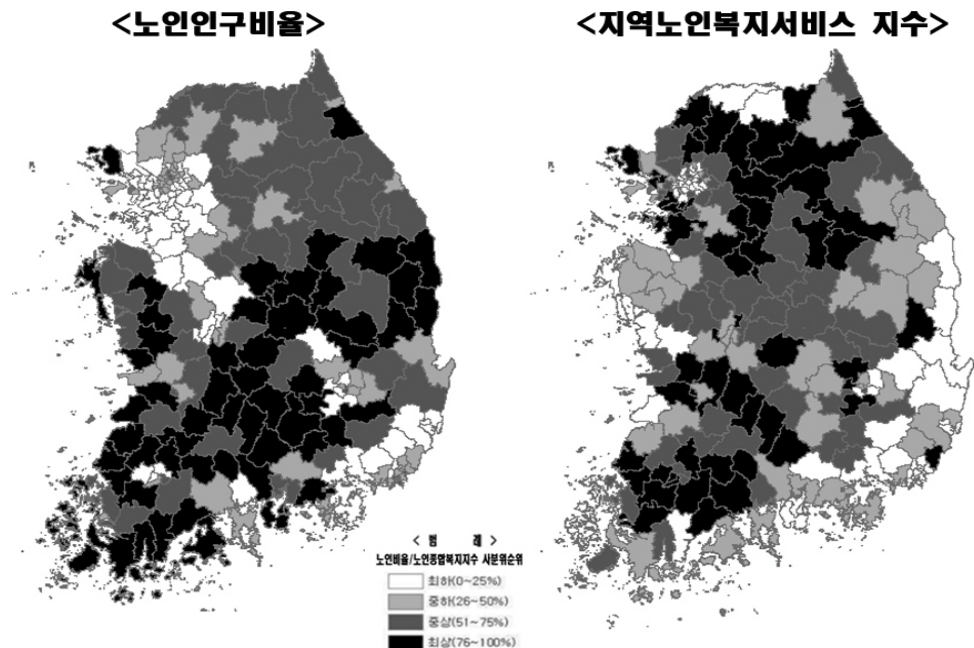 <노인인구비율>
<지역노인복지서비스 지수>
< 범 례 >
노인비율/노인종합복지지수 사분위순위
최하(0~25%)
중하(26~50%)
중상(51~75%)
최상(76~100%)